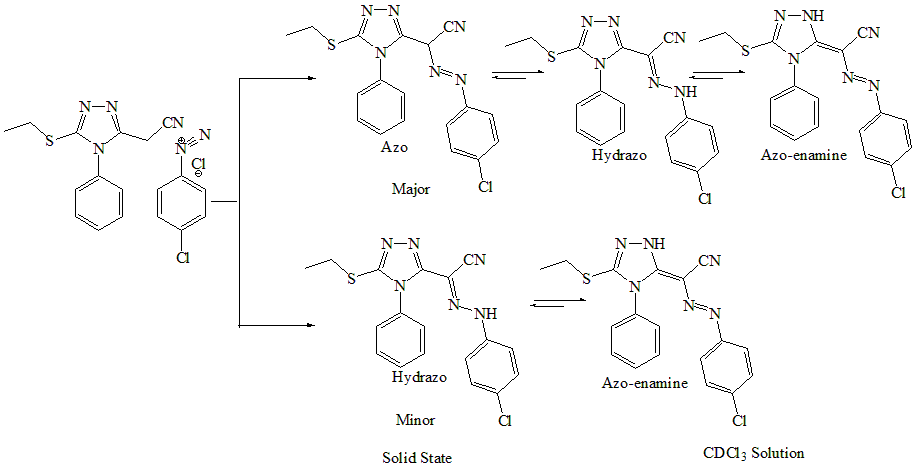 N N
S N CN
N N
Azo
Cl
Major
N N
S N CN
N NH
Hydrazo
Cl
N NH
S N CN
N N
Azo-enamine
Cl
N N
S N CN
N + N
Cl ⊖
Cl
N N
S N CN
N NH
Hydrazo
Cl
Minor
Solid State
N NH
S N CN
N N
Azo-enamine
Cl
CDCl₃ Solution